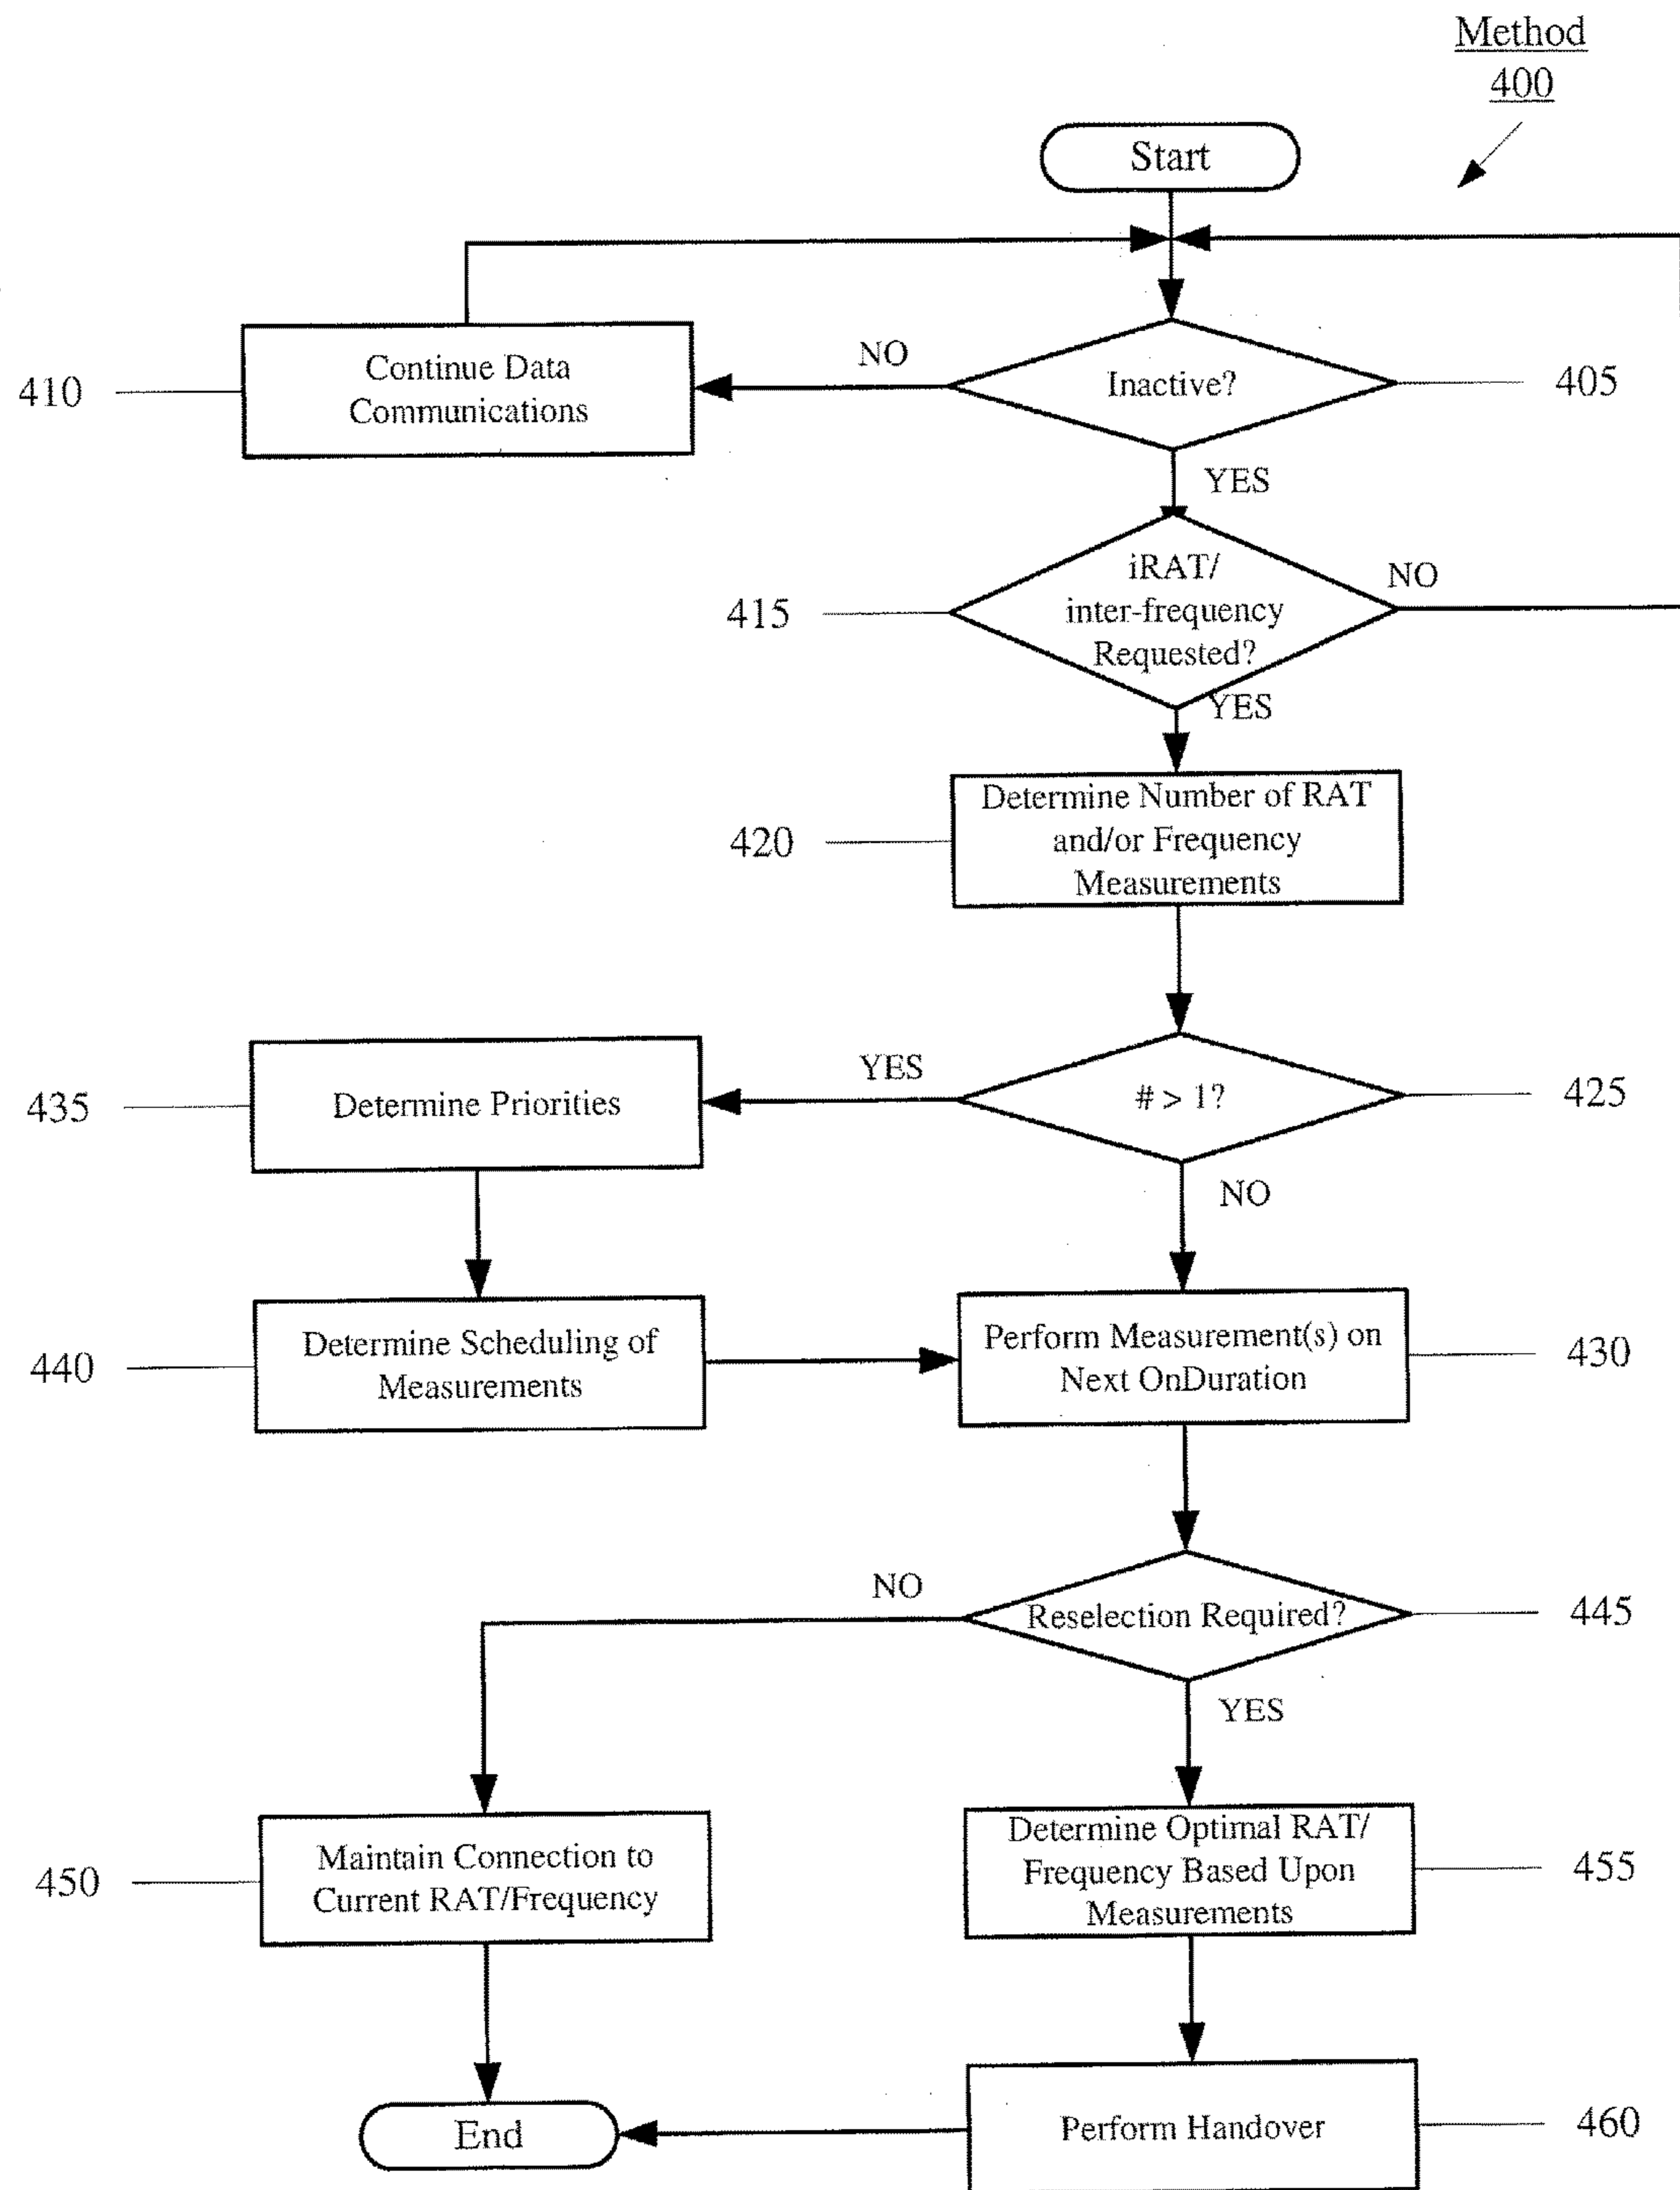 Method
400
Start
NO
Continue Data
Communications
410
Inactive?
405
YES
iRAT/
inter-frequency
Requested?
NO
415
YES
Determine Number of RAT
and/or Frequency
Measurements
420
YES
# > 1?
425
Determine Priorities
435
NO
Determine Scheduling of
Measurements
440
Perform Measurement(s) on
Next OnDuration
430
NO
Reselection Required?
445
YES
Maintain Connection to
Current RAT/Frequency
450
Determine Optimal RAT/
Frequency Based Upon
Measurements
455
End
Perform Handover
460